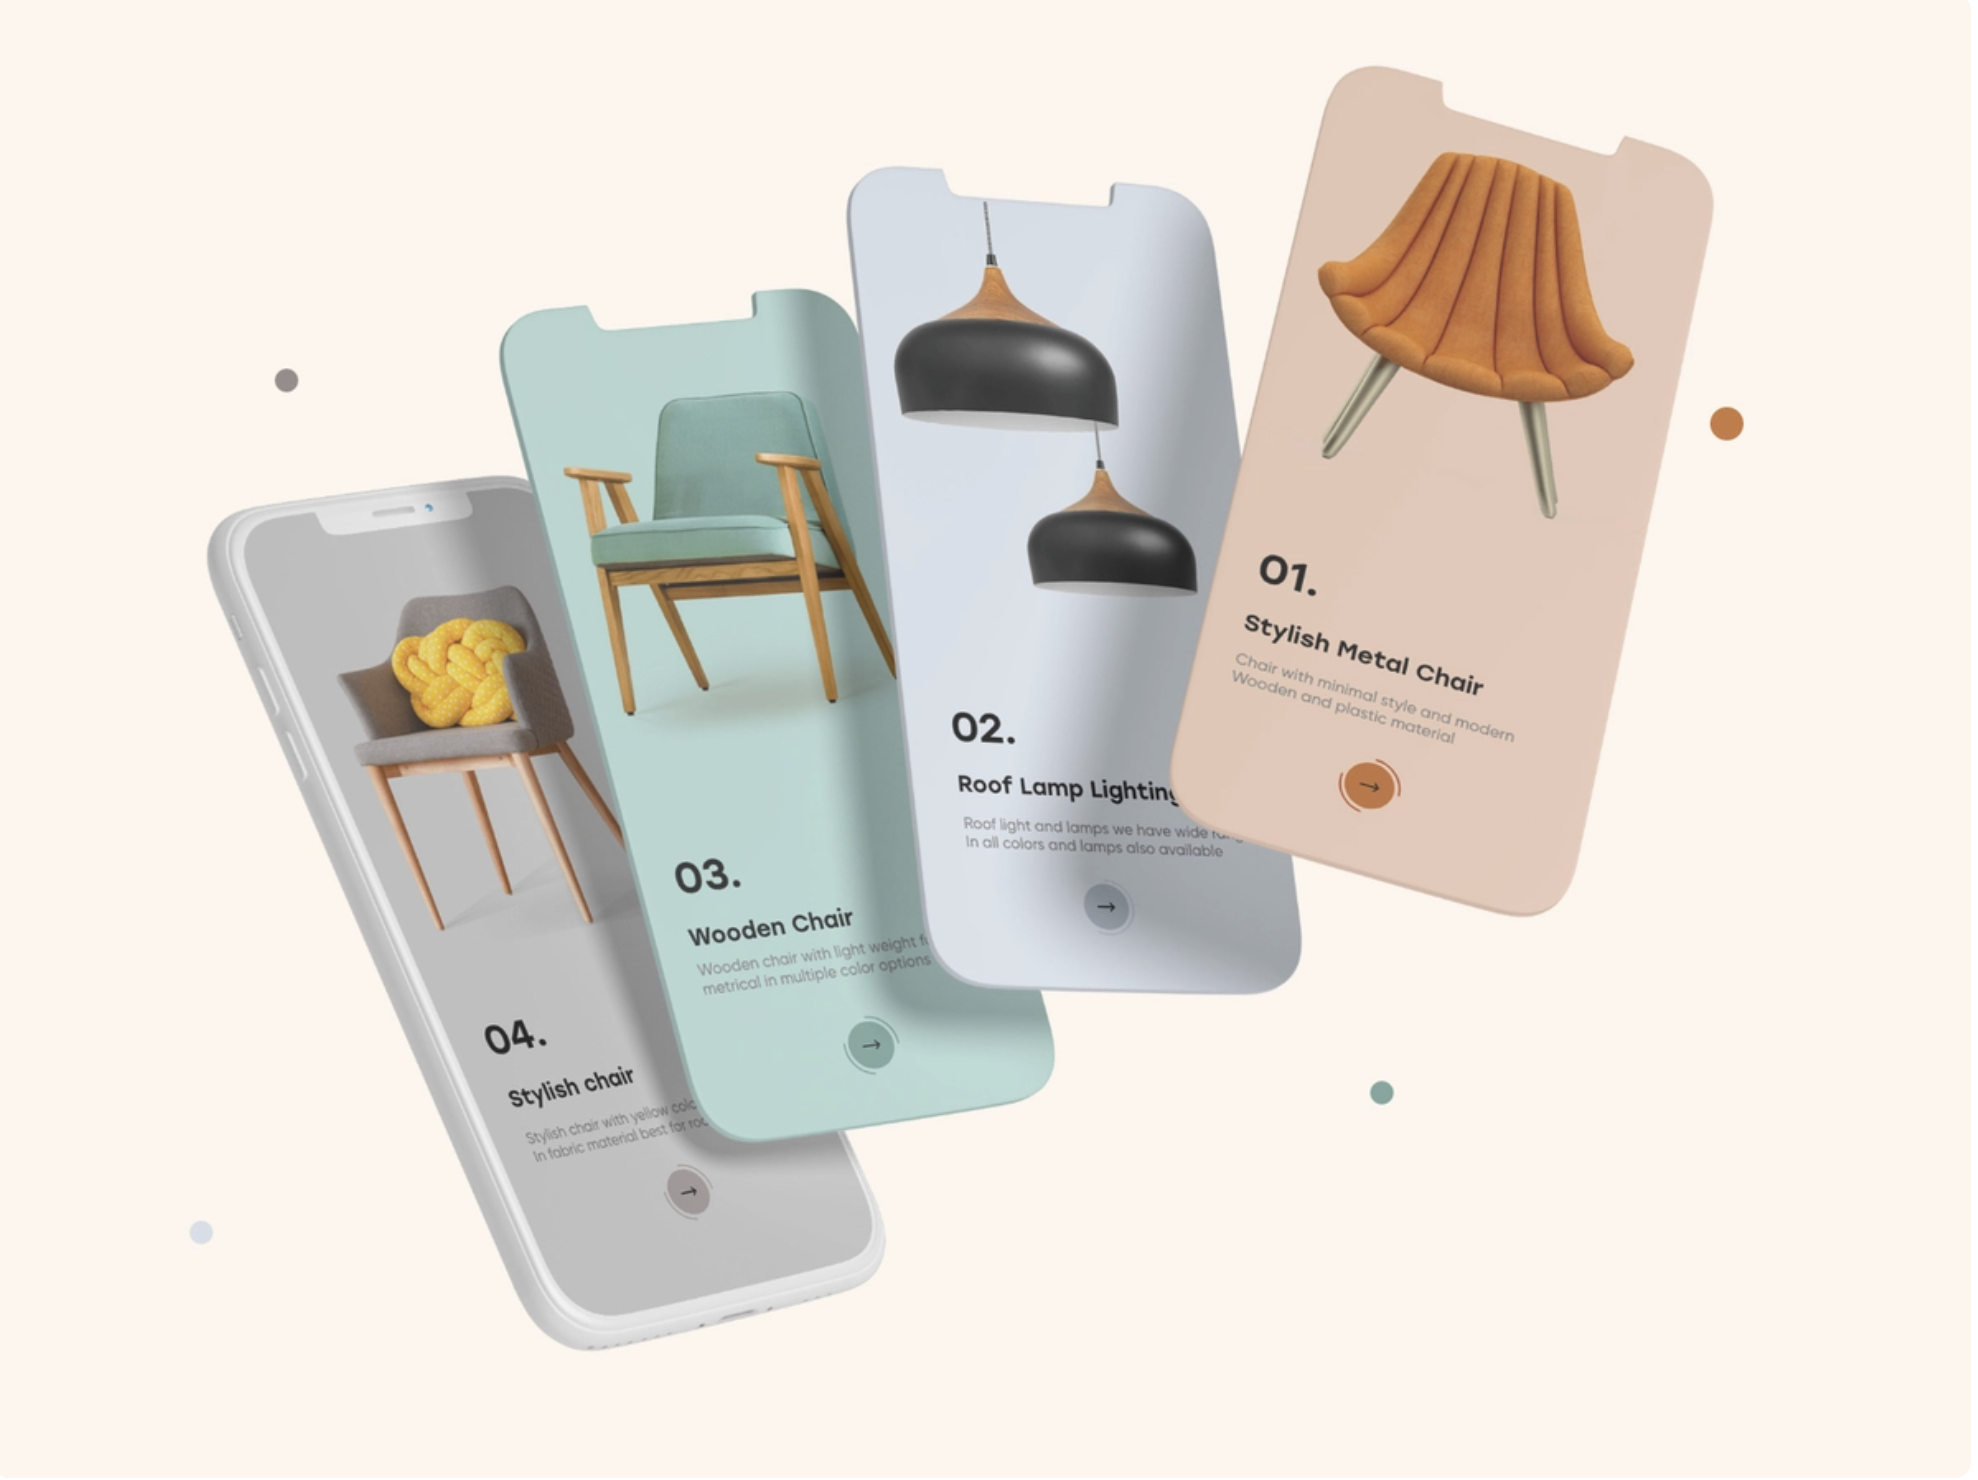 01.
Stylish Metal Chair
Chair with minimal style and modern
Wooden and plastic material
02.
Roof Lamp Lighting
Roof light and lamps we have wide
In all colors and lamps also available
03.
Wooden Chair
Wooden chair with light weight
metrical in multiple color options
04.
Stylish chair
Stylish chair with yellow
In fabric material best for